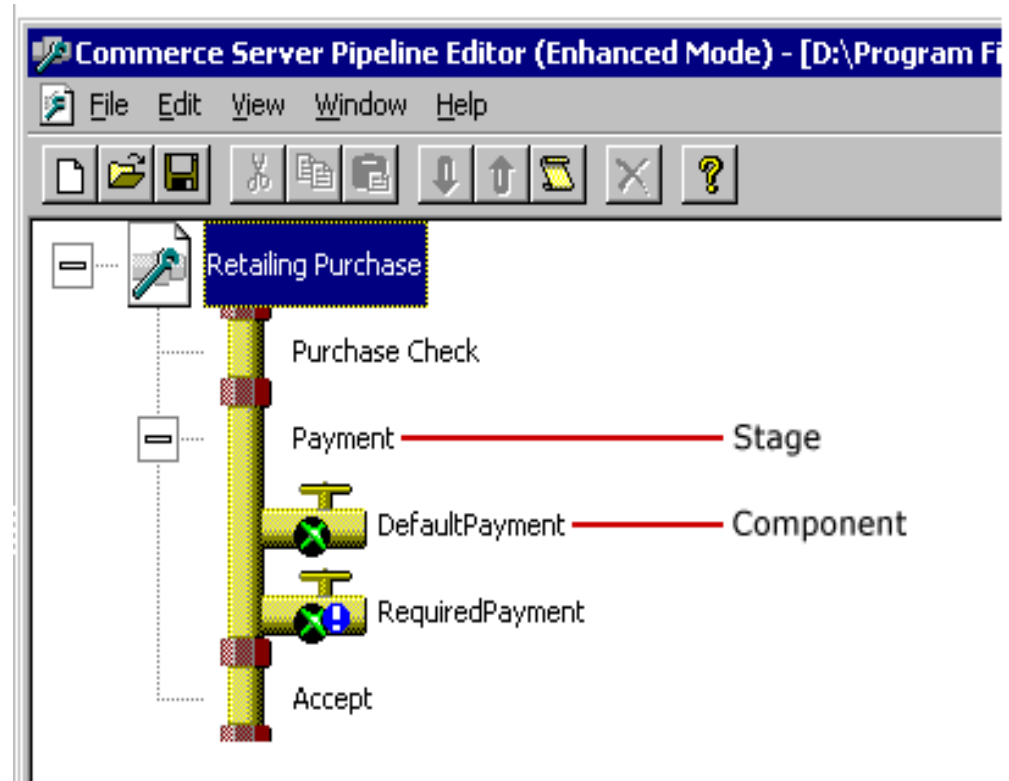 Commerce Server Pipeline Editor (Enhanced Mode) - [D:\Program Fi
File Edit View Window Help
Retailing Purchase
Purchase Check
Payment Stage
DefaultPayment Component
RequiredPayment
Accept